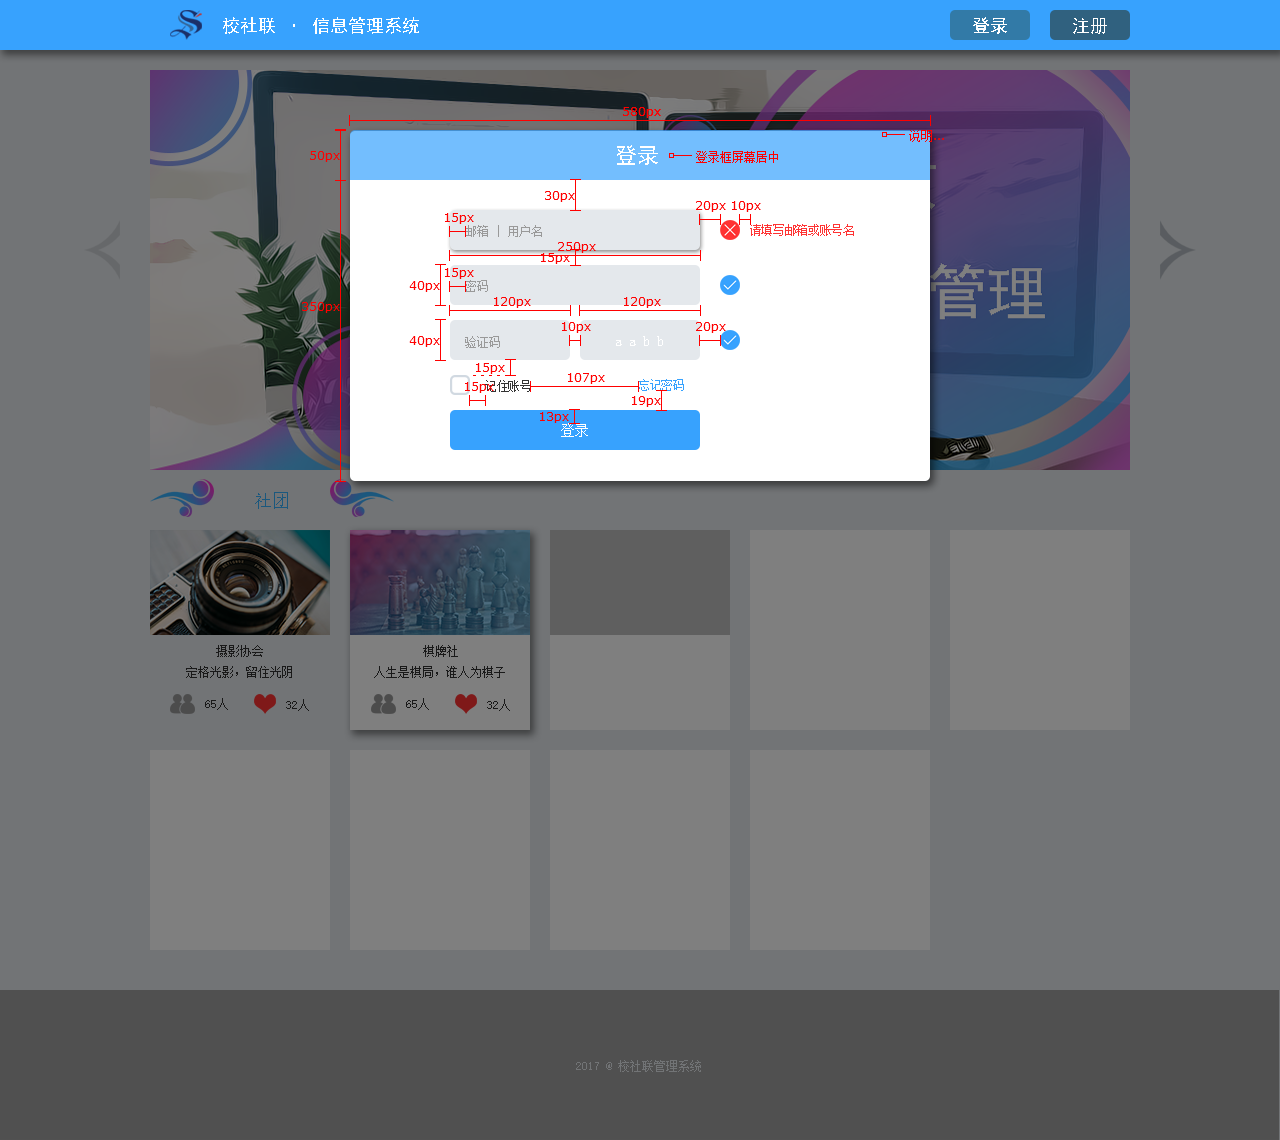 校社联 · 信息管理系统 登录 注册
580px
说明...
50px
登录 登录框屏幕居中
30px
20px 10px
15px
邮箱 | 用户名 请填写邮箱或账号名
250px
15px
15px
40px 密码
管理
120px 120px
350px
10px 20px
40px 验证码 a a b b
15px
107px
15px 记住账号 忘记密码
19px
13px
登录
社团
摄影协会 棋牌社
定格光影，留住光阴 人生是棋局，谁人为棋子
65人 32人 65人 32人
2017 @ 校社联管理系统